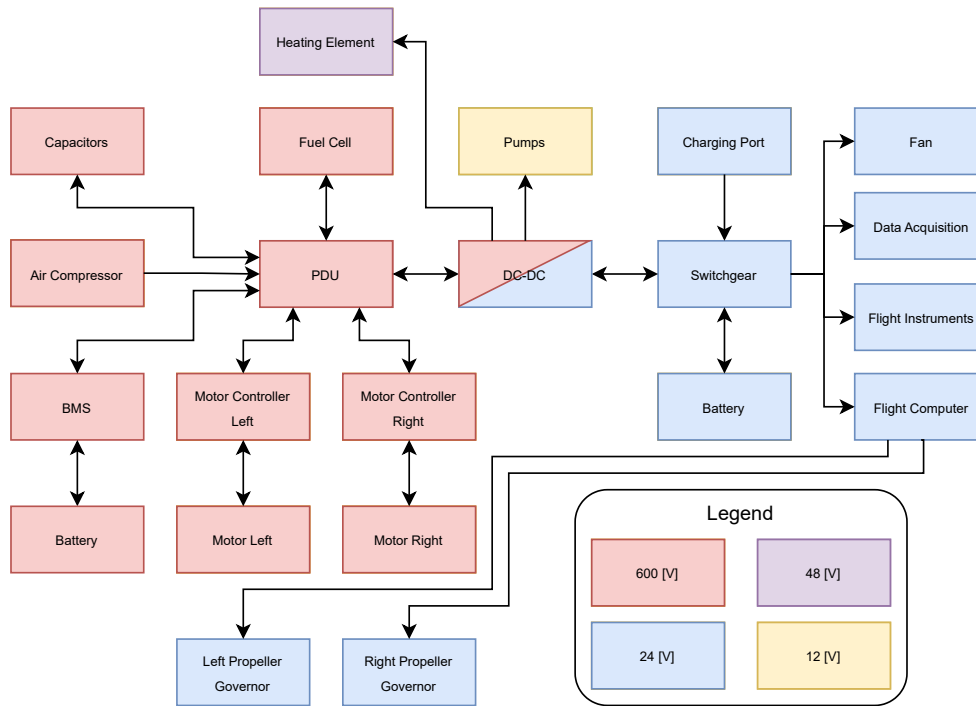 Heating Element
Capacitors
Fuel Cell
Pumps
Charging Port
Fan
Data Acquisition
Air Compressor
PDU
DC-DC
Switchgear
Flight Instruments
BMS
Motor Controller
Left
Motor Controller
Right
Battery
Flight Computer
Battery
Motor Left
Motor Right
Legend
600 [V]
48 [V]
24 [V]
12 [V]
Left Propeller
Governor
Right Propeller
Governor